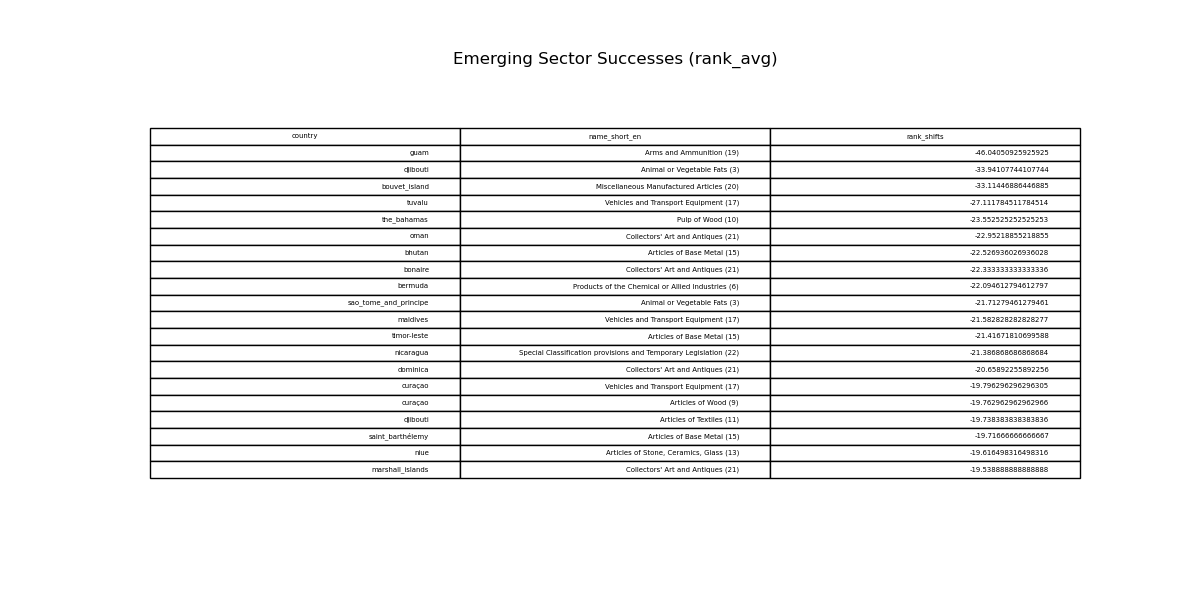 Emerging Sector Successes (rank_avg)
country name_short_en rank_shifts
guam Arms and Ammunition (19) -46.04050925925925
djibouti Animal or Vegetable Fats (3) -33.94107744107744
bouvet_island Miscellaneous Manufactured Articles (20) -33.11446886446885
tuvalu Vehicles and Transport Equipment (17) -27.111784511784514
the_bahamas Pulp of Wood (10) -23.552525252525253
oman Collectors' Art and Antiques (21) -22.95218855218855
bhutan Articles of Base Metal (15) -22.526936026936028
bonaire Collectors' Art and Antiques (21) -22.333333333333336
bermuda Products of the Chemical or Allied Industries (6) -22.094612794612797
sao_tome_and_principe Animal or Vegetable Fats (3) -21.71279461279461
maldives Vehicles and Transport Equipment (17) -21.582828282828277
timor-leste Articles of Base Metal (15) -21.41671810699588
nicaragua Special Classification provisions and Temporary Legislation (22) -21.386868686868684
dominica Collectors' Art and Antiques (21) -20.65892255892256
curaçao Vehicles and Transport Equipment (17) -19.796296296296305
curaçao Articles of Wood (9) -19.762962962962966
djibouti Articles of Textiles (11) -19.738383838383836
saint_barthélemy Articles of Base Metal (15) -19.71666666666667
niue Articles of Stone, Ceramics, Glass (13) -19.616498316498316
marshall_islands Collectors' Art and Antiques (21) -19.538888888888888